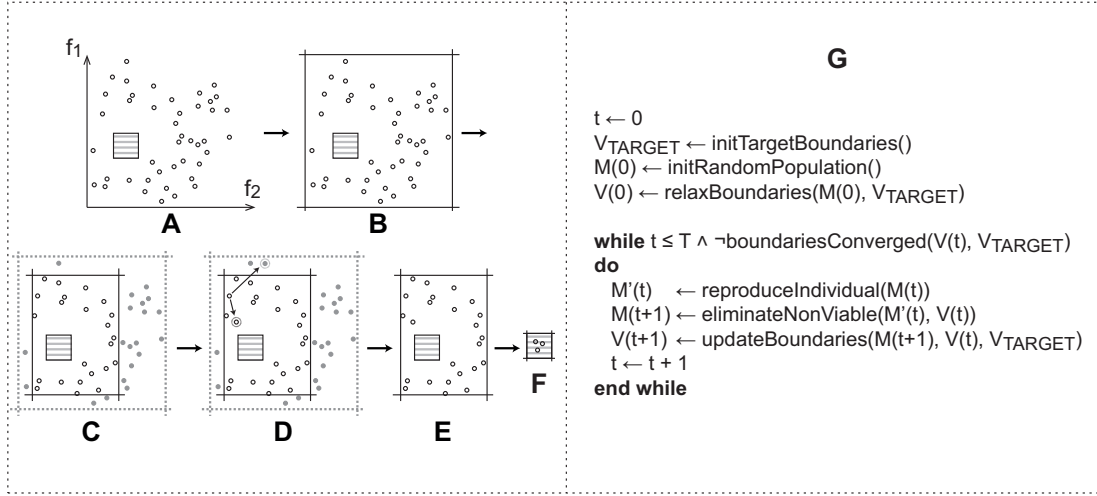 f1
f2
A
B
C
D
E
F
G
t ← 0
VTARGET ← initTargetBoundaries()
M(0) ← initRandomPopulation()
V(0) ← relaxBoundaries(M(0), VTARGET)
while t ≤ T ∧ ¬boundariesConverged(V(t), VTARGET)
do
M’(t) ← reproduceIndividual(M(t))
M(t+1) ← eliminateNonViable(M’(t), V(t))
V(t+1) ← updateBoundaries(M(t+1), V(t), VTARGET)
t ← t + 1
end while